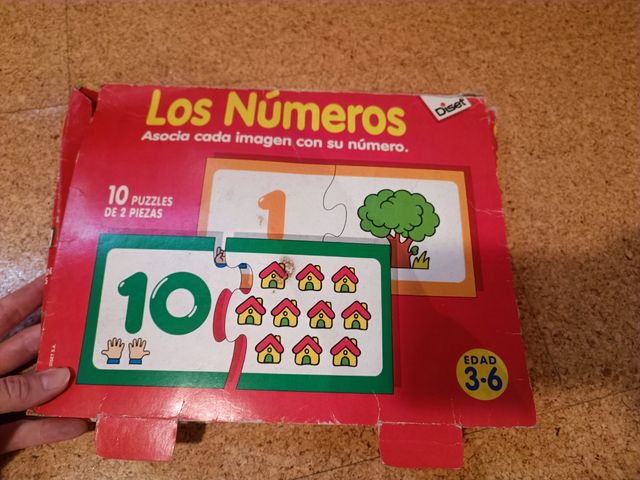 Los Números
Diset
Asocia cada imagen con su número.
10 PUZZLES
DE 2 PIEZAS
1
10
EDAD
3-6
DISET S.A.